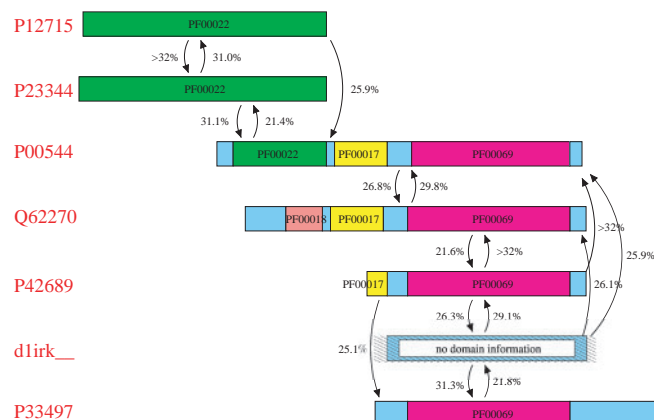 P12715
PF00022
>32%
31.0%
25.9%
P23344
PF00022
31.1%
21.4%
P00544
PF00022
PF00017
PF00069
26.8%
29.8%
Q62270
PF00018
PF00017
PF00069
21.6%
>32%
>32%
25.9%
P42689
PF00017
PF00069
26.1%
26.3%
29.1%
d1irk__
no domain information
25.1%
31.3%
21.8%
P33497
PF00069